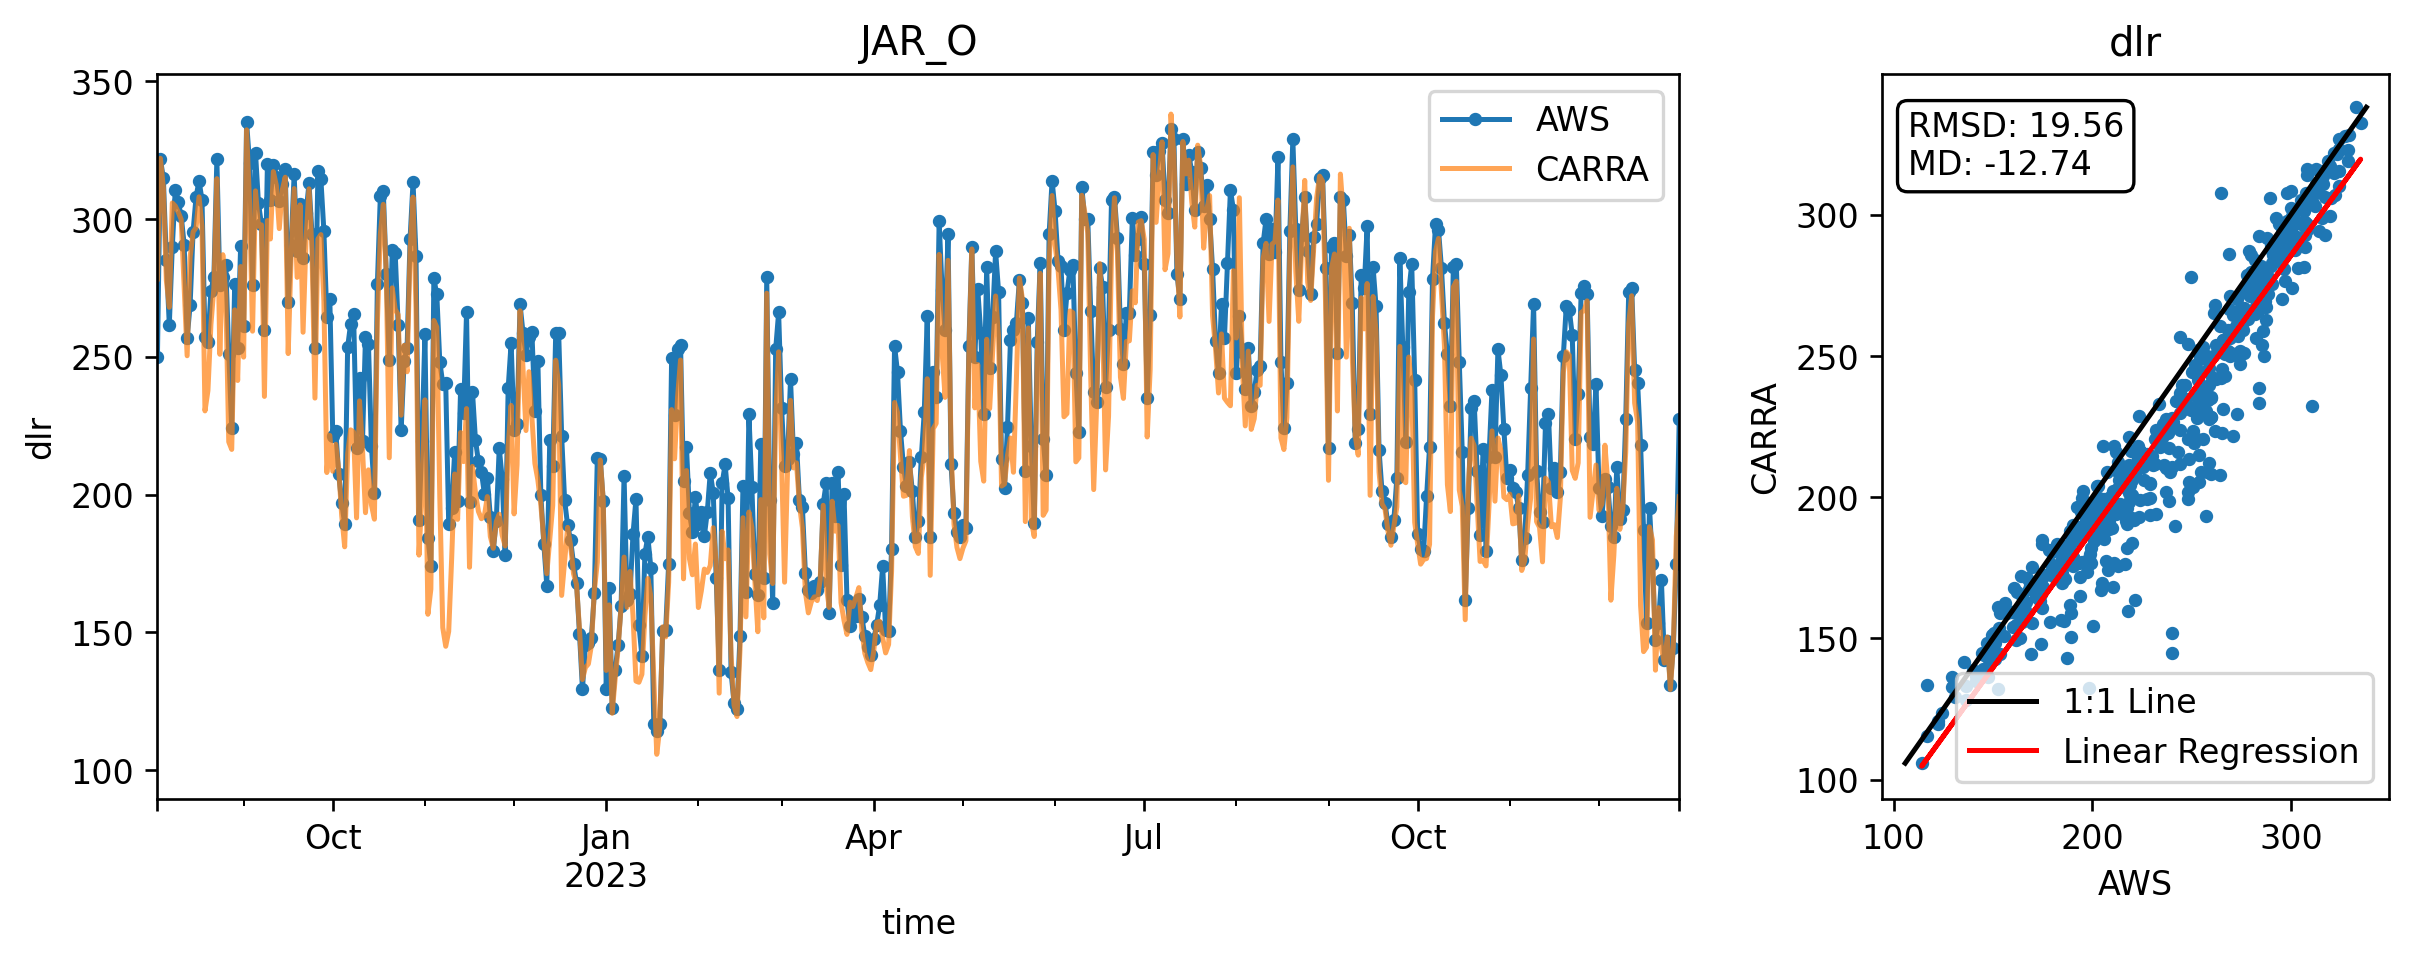 JAR_O
350
300
250
200
150
100
dlr
AWS
CARRA
Oct
Jan
2023
Apr
Jul
Oct
time
dlr
RMSD: 19.56
MD: -12.74
300
250
200
150
100
CARRA
1:1 Line
Linear Regression
100
200
300
AWS